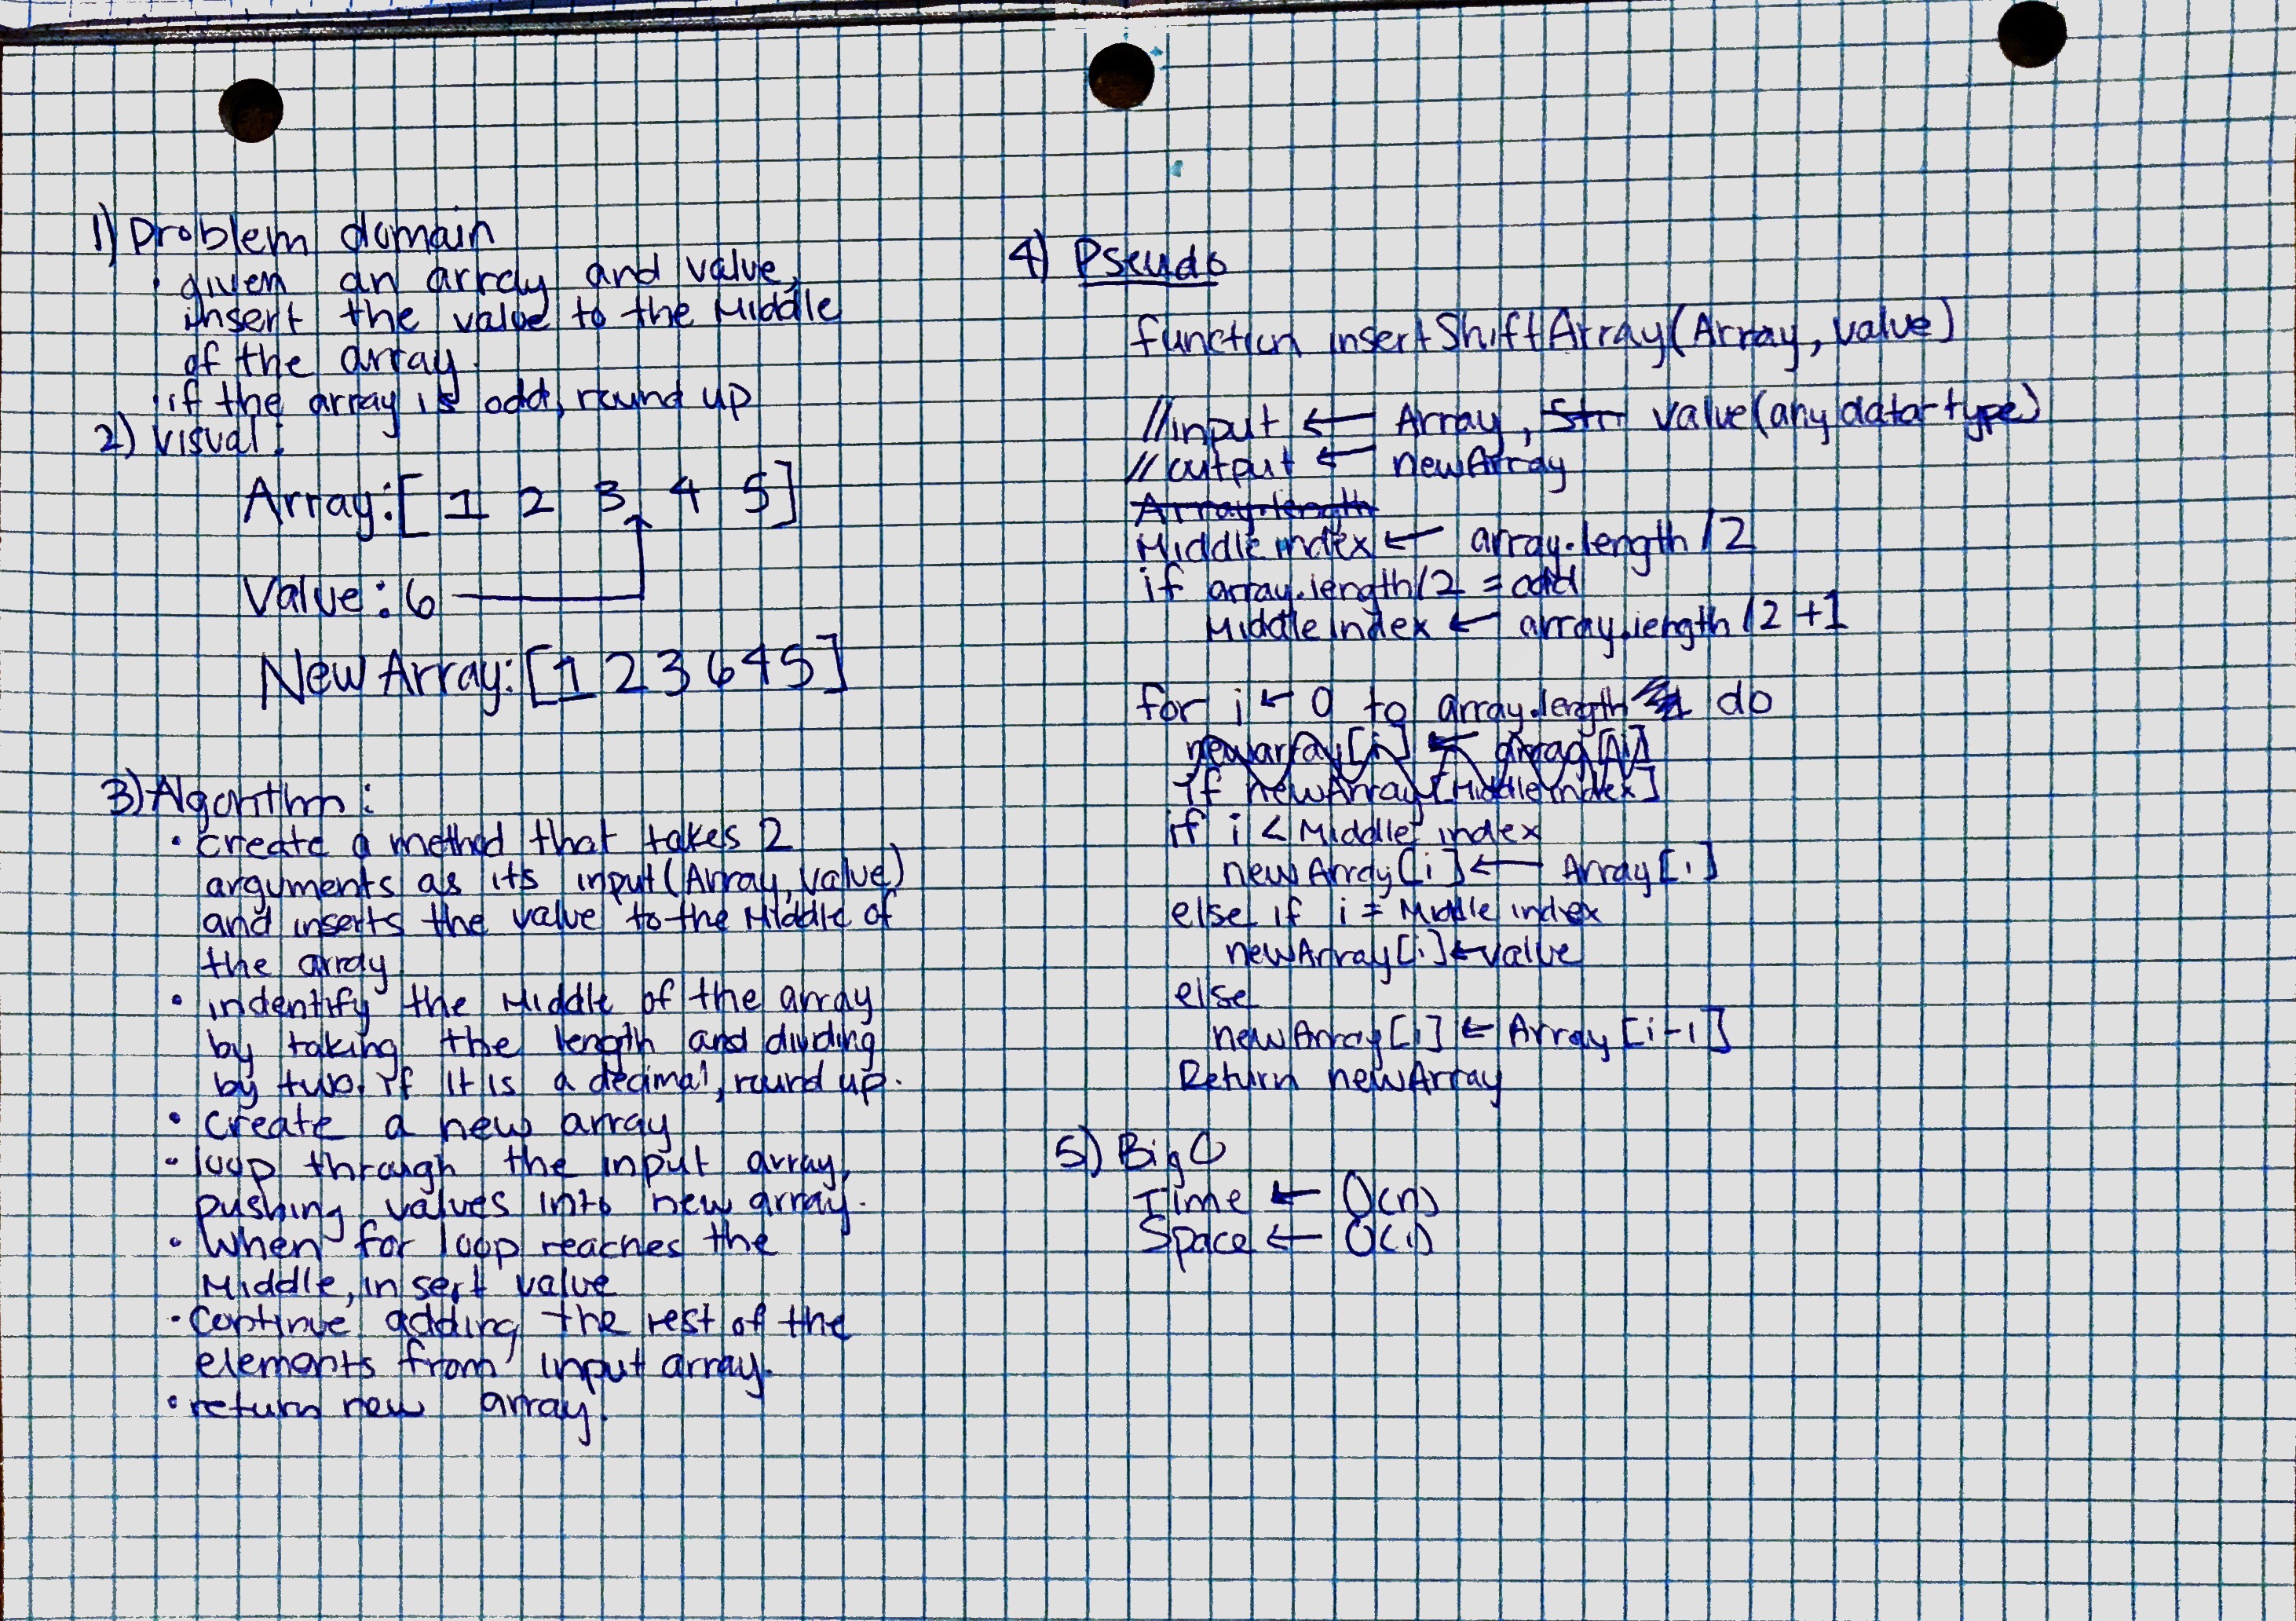 1) Problem domain
· given an array and value,
insert the value to the Middle
of the array.
· if the array is odd, round up
2) Visual:
Array: [ 1 2 3 4 5 ]
Value: 6
New Array: [1 2 3 6 4 5]
3) Algorithm:
· create a method that takes 2
arguments as its input (Array, value)
and inserts the value to the Middle of
the array
· indentify the Middle of the array
by taking the length and dividing
by two. if it is a decimal, round up.
· create a new array
· loop through the input array,
pushing values into new array.
· When for loop reaches the
Middle, insert value
· Continue adding the rest of the
elements from input array.
· return new array.
4) Pseudo
function insertShiftArray(Array, value)
//input ← Array, Str value (any data type)
//output ← newArray
Array.length
Middle index ← array.length /2
if array.length/2 = odd
Middle Index ← array.length /2 +1
for i ← 0 to array.length do
newarray[i] ← array[i]
if newArray[Middle index]
if i < Middle index
newArray[i] ← Array[i]
else if i = Middle index
newArray[i] ← value
else
newArray[i] ← Array[i-1]
Return newArray
5) Big O
Time ← O(n)
Space ← O(1)